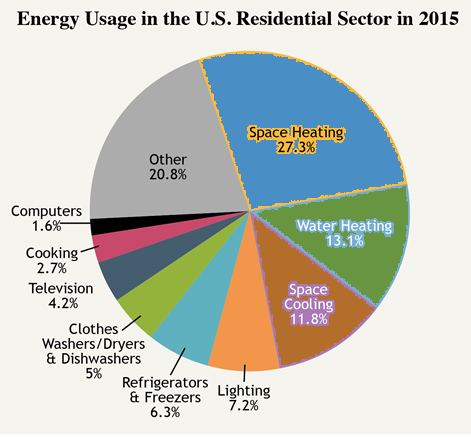 Energy Usage in the U.S. Residential Sector in 2015
Space Heating
27.3%
Other
20.8%
Computers
1.6%
Water Heating
13.1%
Cooking
2.7%
Television
4.2%
Space
Cooling
11.8%
Clothes
Washers/Dryers
& Dishwashers
5%
Refrigerators
& Freezers
6.3%
Lighting
7.2%